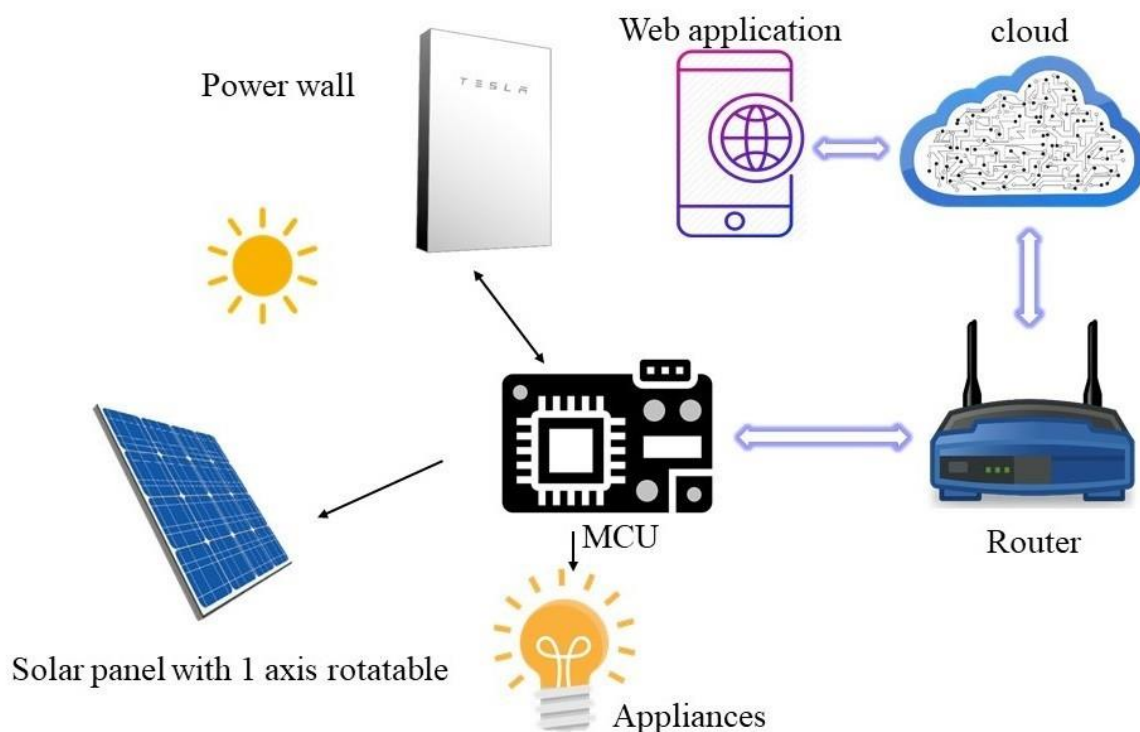 Web application
cloud
Power wall
TESLA
MCU
Router
Solar panel with 1 axis rotatable
Appliances